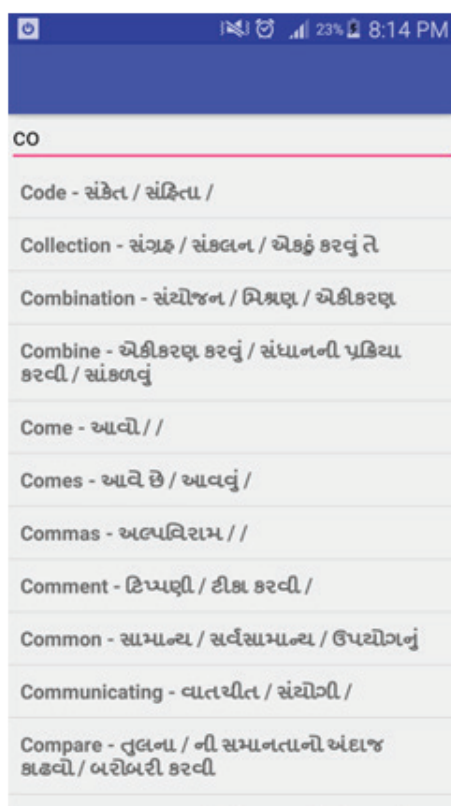 23% 8:14 PM
co
Code - સંકેત / સંહિતા /
Collection - સંગ્રહ / સંકલન / એકઠું કરવું તે
Combination - સંયોજન / મિશ્રણ / એકીકરણ
Combine - એકીકરણ કરવું / સંધાનની પ્રક્રિયા
કરવી / સાંકળવું
Come - આવો / /
Comes - આવે છે / આવવું /
Commas - અલ્પવિરામ / /
Comment - ટિપ્પણી / ટીકા કરવી /
Common - સામાન્ય / સર્વસામાન્ય / ઉપયોગનું
Communicating - વાતચીત / સંયોગી /
Compare - તુલના / ની સમાનતાનો અંદાજ
કાઢવો / બરોબરી કરવી